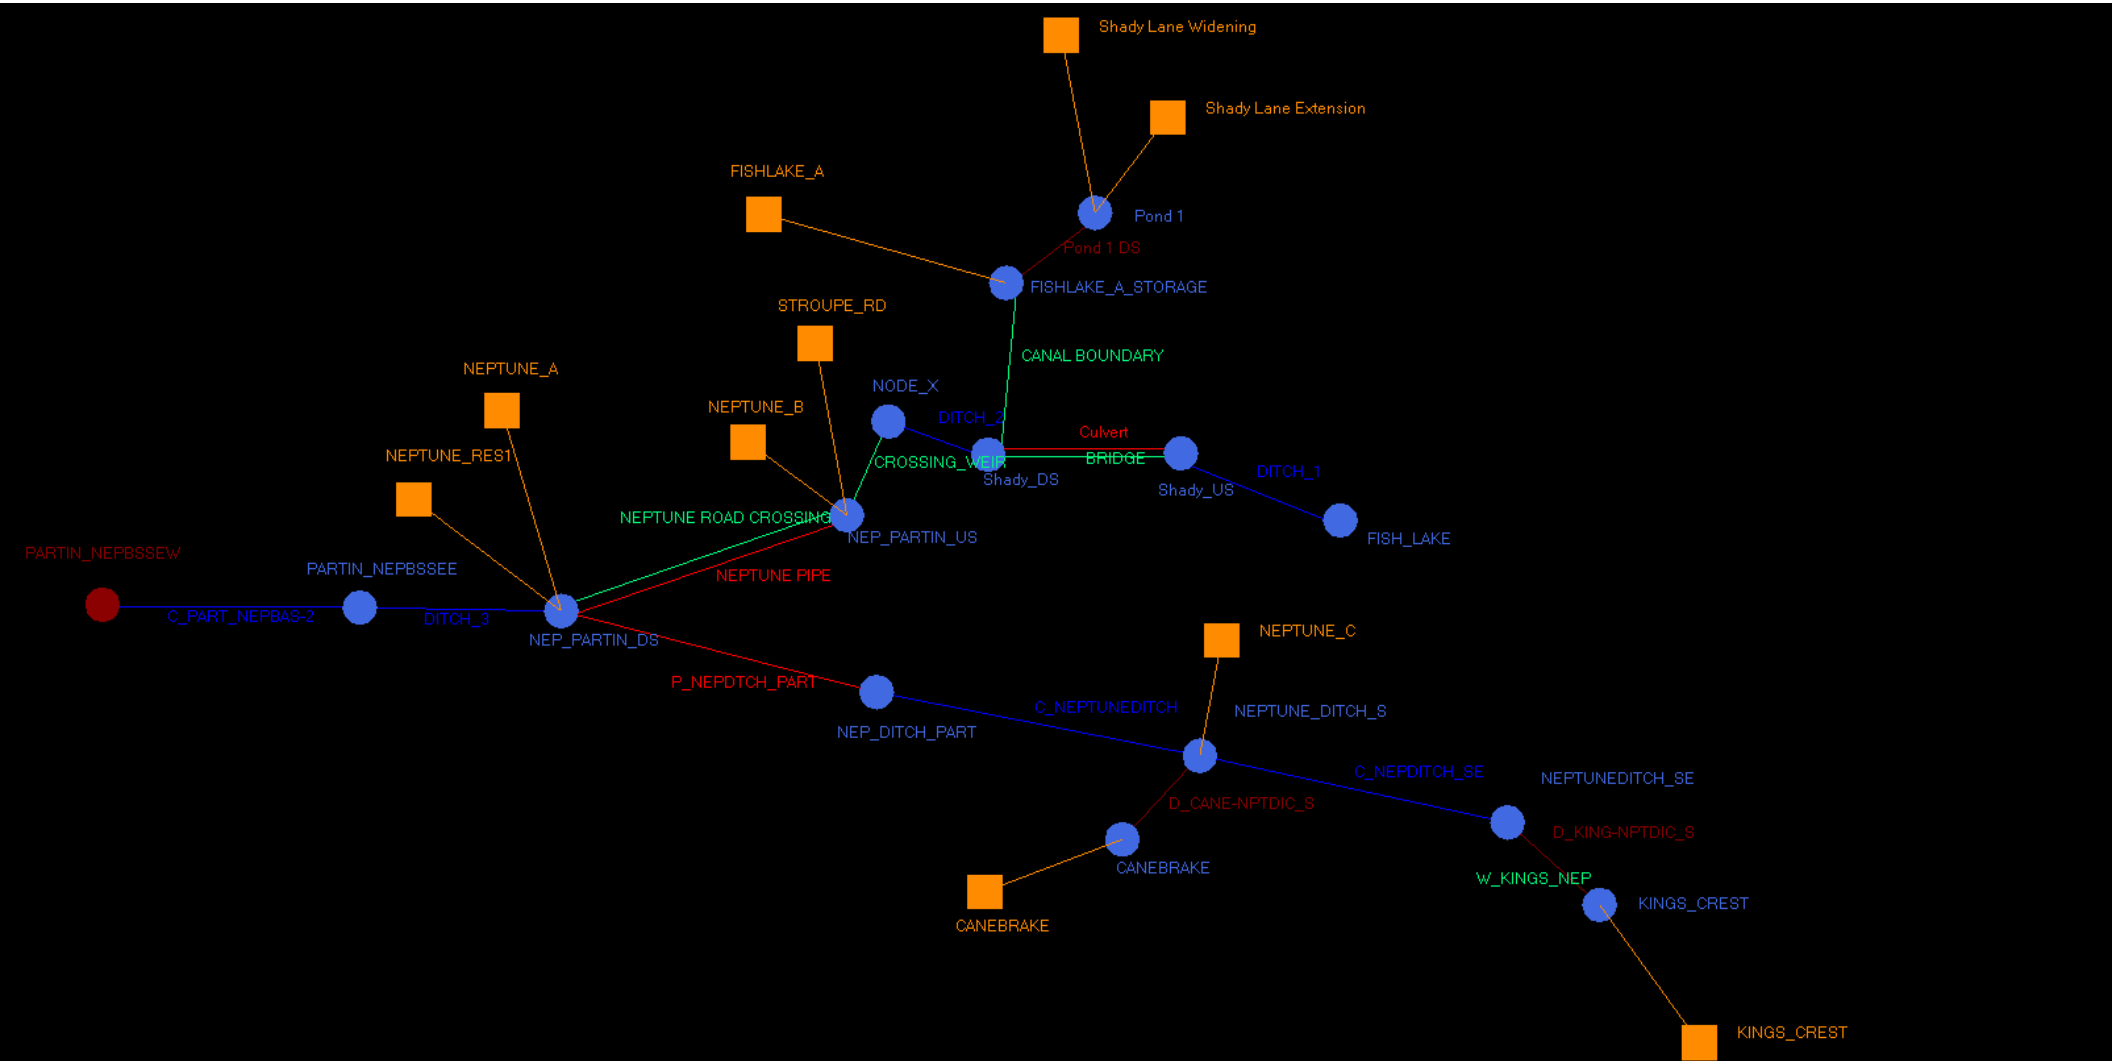 Shady Lane Widening
Shady Lane Extension
FISHLAKE_A
Pond 1
Pond 1 DS
FISHLAKE_A_STORAGE
STROUPE_RD
CANAL BOUNDARY
NEPTUNE_A
NODE_X
NEPTUNE_B
DITCH_2
Culvert
NEPTUNE_RES1
CROSSING_WEIR
BRIDGE
DITCH_1
Shady_DS
Shady_US
NEPTUNE ROAD CROSSING
NEP_PARTIN_US
FISH_LAKE
PARTIN_NEPBSSEW
PARTIN_NEPBSSEE
NEPTUNE PIPE
C_PART_NEPBAS-2
DITCH_3
NEP_PARTIN_DS
NEPTUNE_C
P_NEPDTCH_PART
C_NEPTUNEDITCH
NEPTUNE_DITCH_S
NEP_DITCH_PART
C_NEPDITCH_SE
NEPTUNEDITCH_SE
D_CANE-NPTDIC_S
D_KING-NPTDIC_S
CANEBRAKE
W_KINGS_NEP
KINGS_CREST
CANEBRAKE
KINGS_CREST